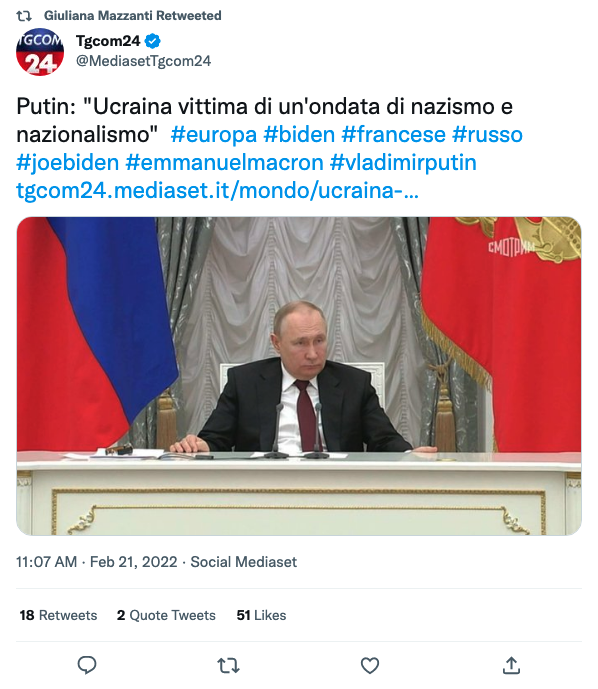 Giuliana Mazzanti Retweeted
TGCOM
24
Tgcom24
@MediasetTgcom24
Putin: "Ucraina vittima di un'ondata di nazismo e
nazionalismo" #europa #biden #francese #russo
#joebiden #emmanuelmacron #vladimirputin
tgcom24.mediaset.it/mondo/ucraina-...
СМОТРИМ
11:07 AM · Feb 21, 2022 · Social Mediaset
18 Retweets 2 Quote Tweets 51 Likes